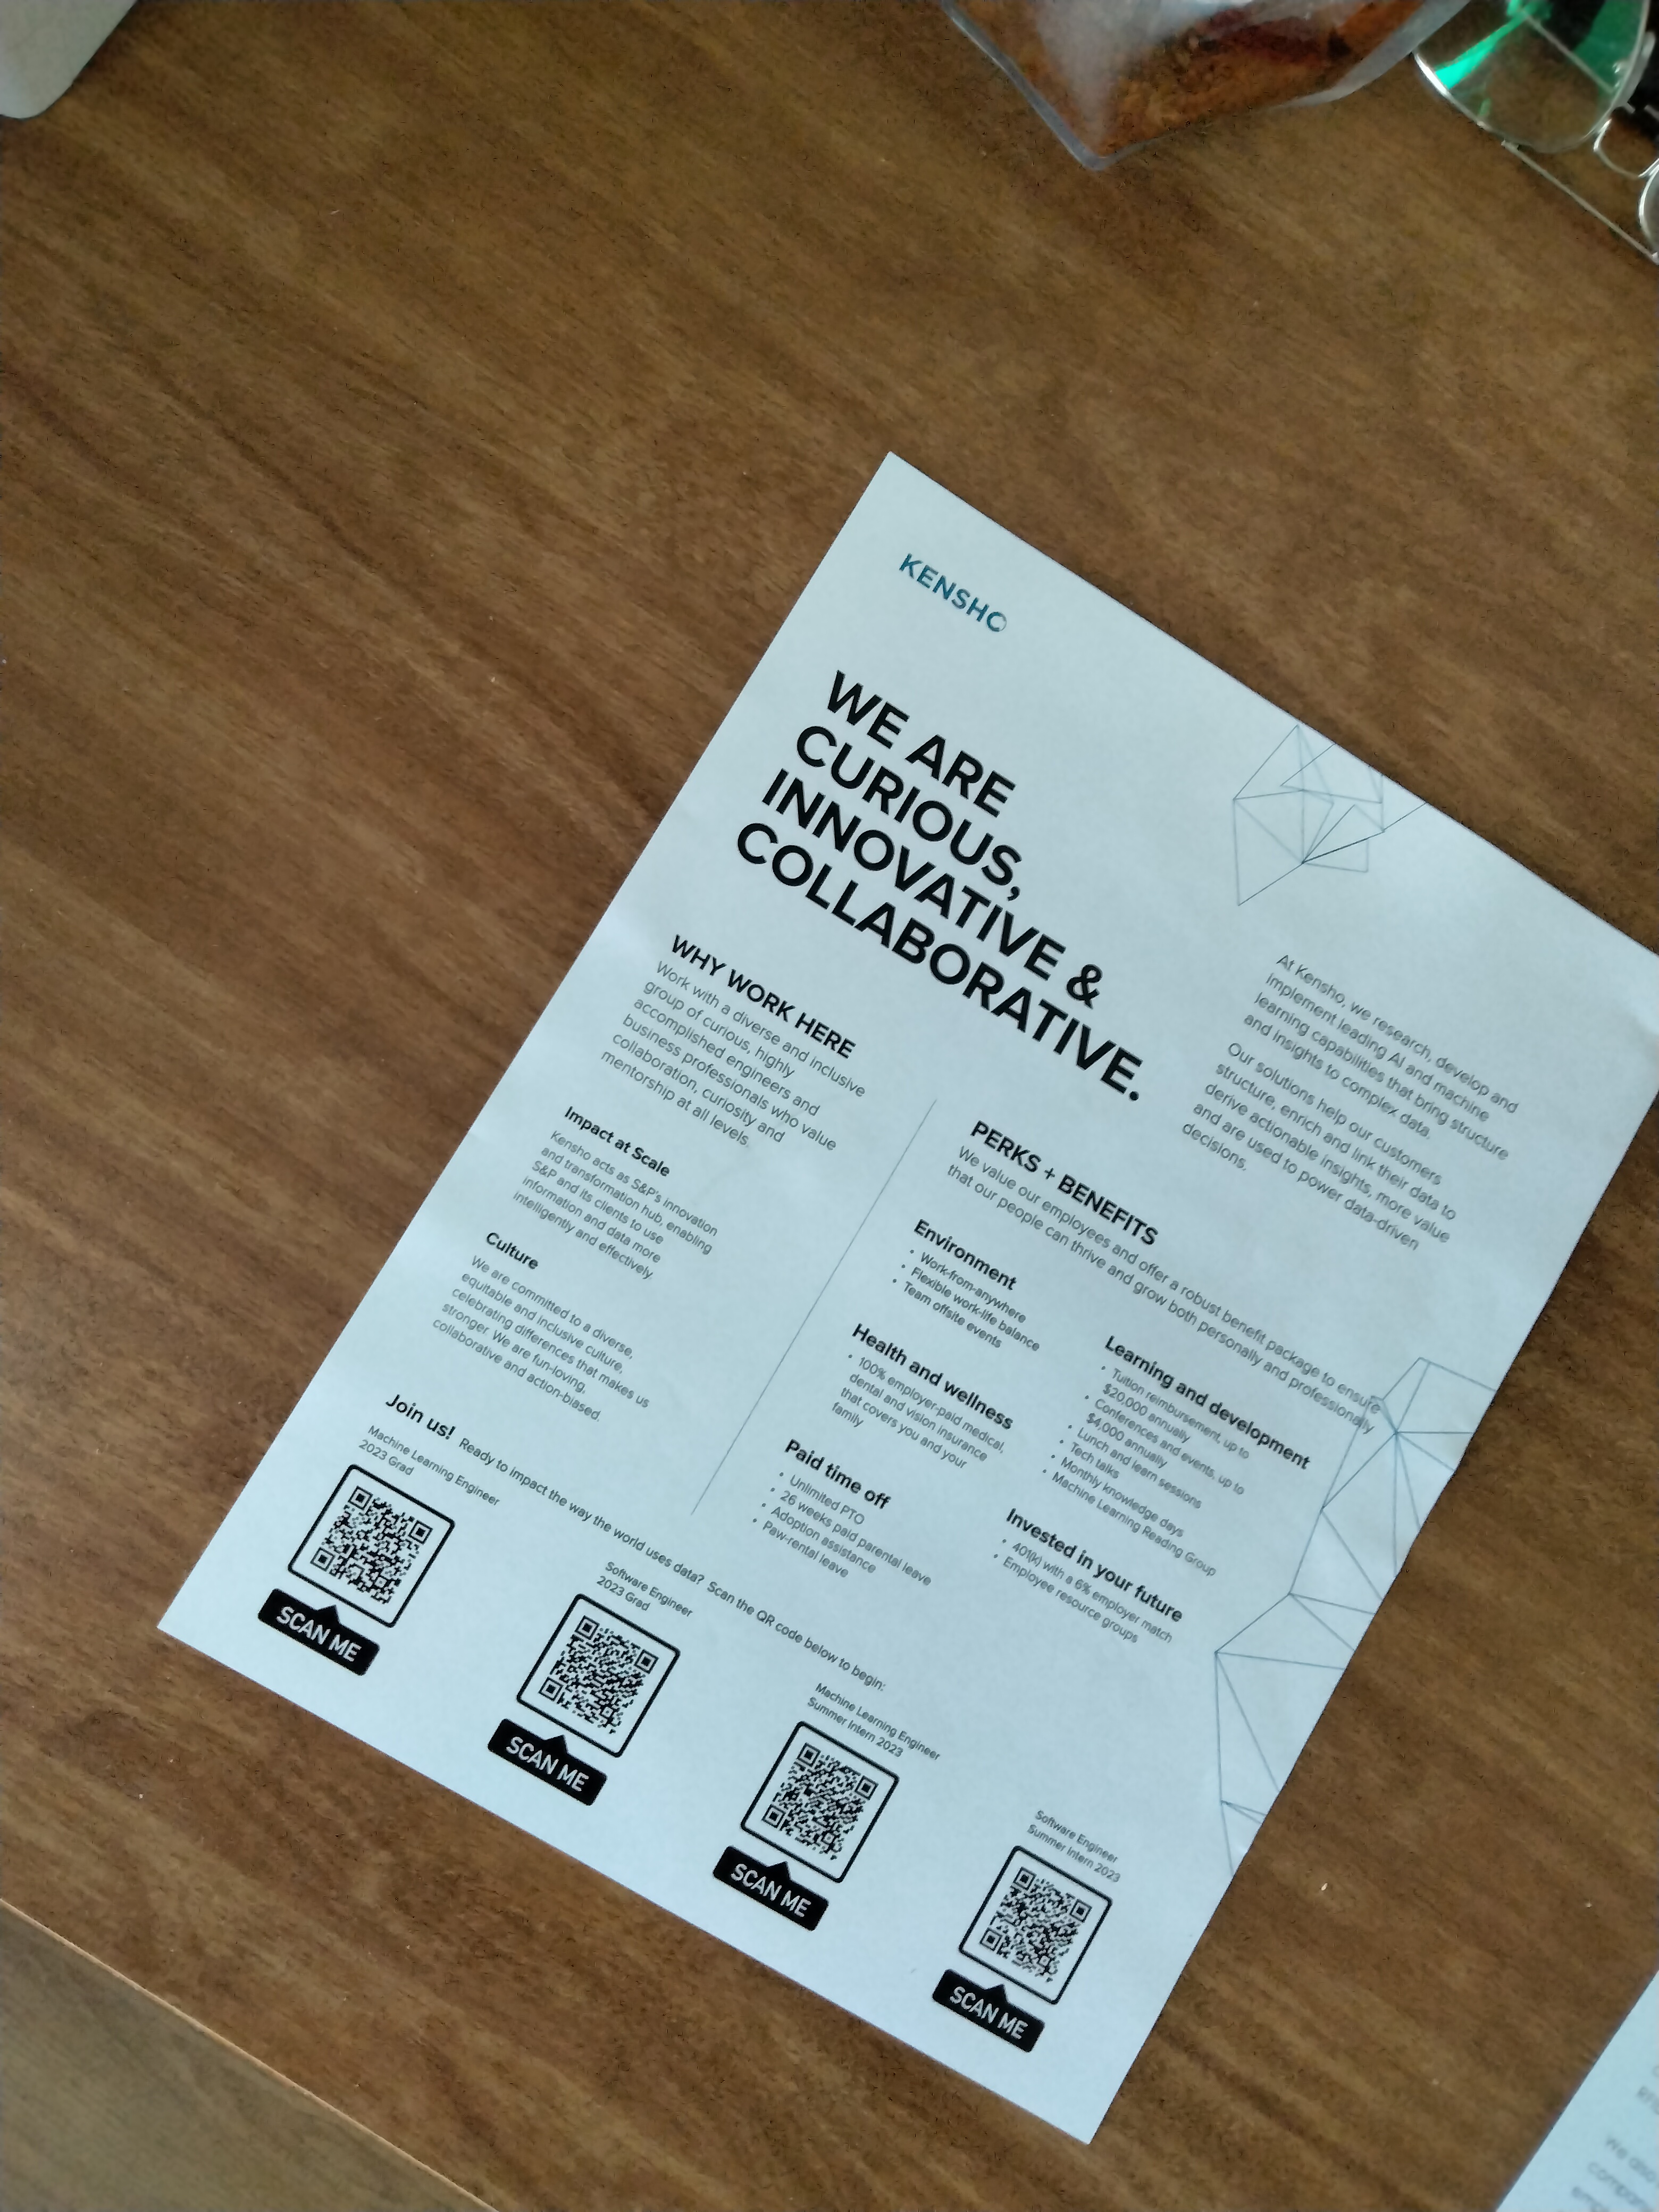 KENSHO
WE ARE
CURIOUS,
INNOVATIVE &
COLLABORATIVE.
At Kensho, we research, develop and
implement leading AI and machine
learning capabilities that bring structure
and insights to complex data.
Our solutions help our customers
structure, enrich and link their data to
derive actionable insights, more value
and are used to power data-driven
decisions.
WHY WORK HERE
Work with a diverse and inclusive
group of curious, highly
accomplished engineers and
business professionals who value
collaboration, curiosity and
mentorship at all levels.
Impact at Scale
Kensho acts as S&P's innovation
and transformation hub, enabling
S&P and its clients to use
information and data more
intelligently and effectively.
Culture
We are committed to a diverse,
equitable and inclusive culture,
celebrating differences that makes us
stronger. We are fun-loving,
collaborative and action-biased.
PERKS + BENEFITS
We value our employees and offer a robust benefit package to ensure
that our people can thrive and grow both personally and professionally
Environment
• Work-from-anywhere
• Flexible work-life balance
• Team offsite events
Health and wellness
• 100% employer-paid medical,
dental and vision insurance
that covers you and your
family
Paid time off
• Unlimited PTO
• 26 weeks paid parental leave
• Adoption assistance
• Paw-rental leave
Learning and development
• Tuition reimbursement, up to
$20,000 annually
• Conferences and events, up to
$4,000 annually
• Lunch and learn sessions
• Tech talks
• Monthly knowledge days
• Machine Learning Reading Group
Invested in your future
• 401(k) with a 6% employer match
• Employee resource groups
Join us! Ready to impact the way the world uses data? Scan the QR code below to begin:
Machine Learning Engineer
2023 Grad
SCAN ME
Software Engineer
2023 Grad
SCAN ME
Machine Learning Engineer
Summer Intern 2023
SCAN ME
Software Engineer
Summer Intern 2023
SCAN ME
We also